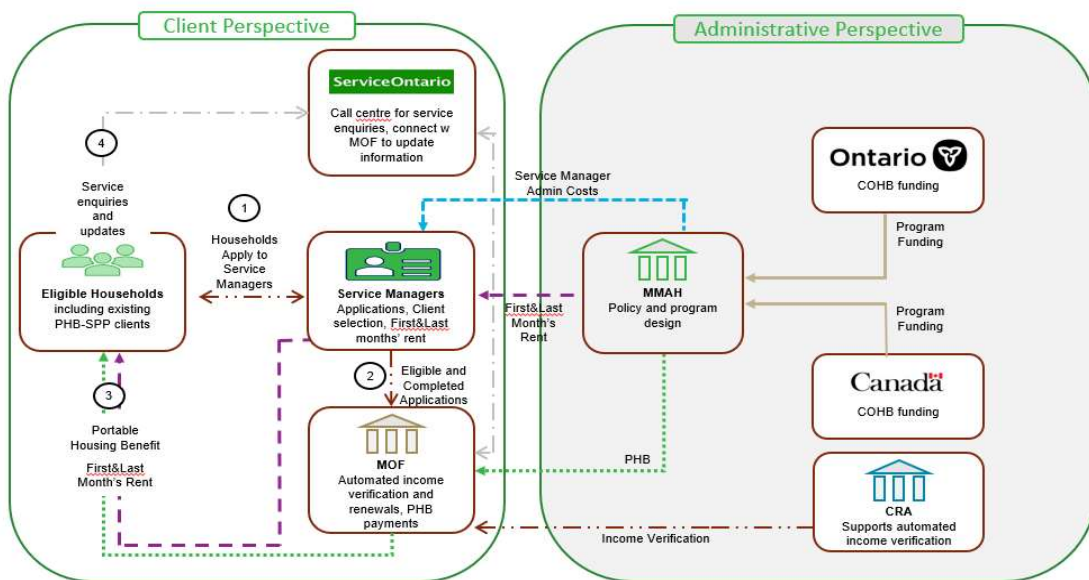 Client Perspective
Administrative Perspective
ServiceOntario
Call centre for service
enquiries, connect w
MOF to update
information
4
Service
enquiries
and
updates
1
Households
Apply to
Service
Managers
Eligible Households
including existing
PHB-SPP clients
Service Managers
Applications, Client
selection, First&Last
months' rent
2
Eligible and
Completed
Applications
3
Portable
Housing Benefit
First&Last
Month's Rent
MOF
Automated income
verification and
renewals, PHB
payments
Service Manager
Admin Costs
First&Last
Month's
Rent
MMAH
Policy and program
design
PHB
Income Verification
Ontario
COHB funding
Program
Funding
Program
Funding
Canada
COHB funding
CRA
Supports automated
income verification